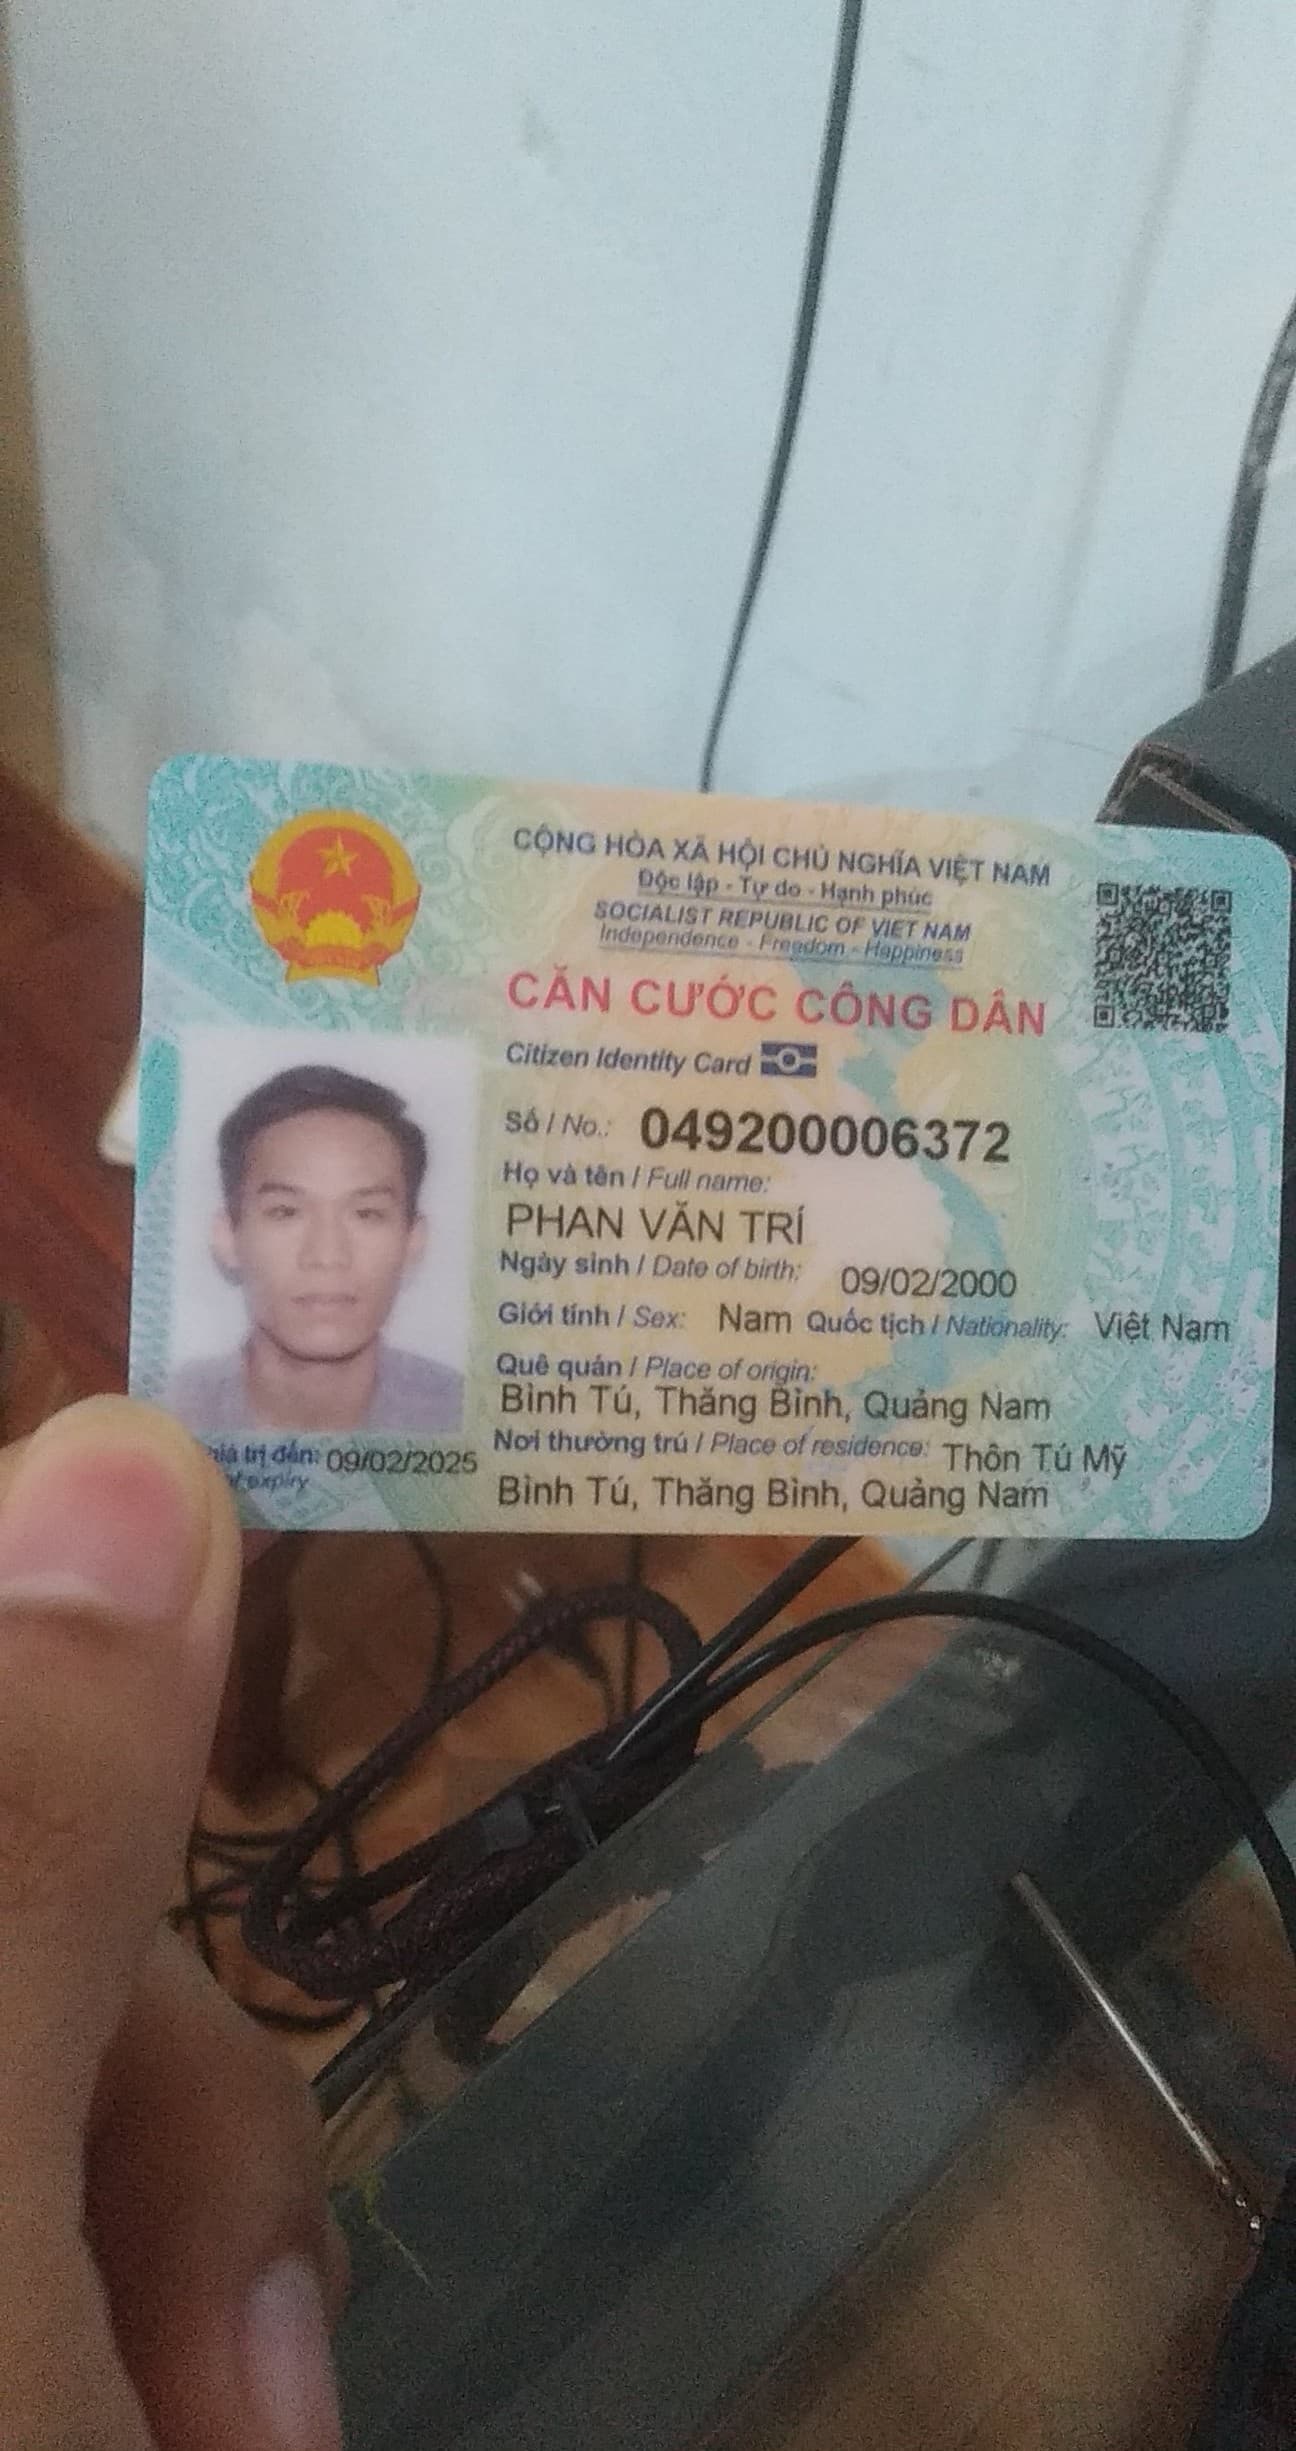 CỘNG HÒA XÃ HỘI CHỦ NGHĨA VIỆT NAM
Độc lập - Tự do - Hạnh phúc
SOCIALIST REPUBLIC OF VIET NAM
Independence - Freedom - Happiness
CĂN CƯỚC CÔNG DÂN
Citizen Identity Card
Số / No.: 049200006372
Họ và tên / Full name:
PHAN VĂN TRÍ
Ngày sinh / Date of birth: 09/02/2000
Giới tính / Sex: Nam Quốc tịch / Nationality: Việt Nam
Quê quán / Place of origin:
Bình Tú, Thăng Bình, Quảng Nam
Nơi thường trú / Place of residence: Thôn Tú Mỹ
Bình Tú, Thăng Bình, Quảng Nam
trị đến: 09/02/2025
expiry